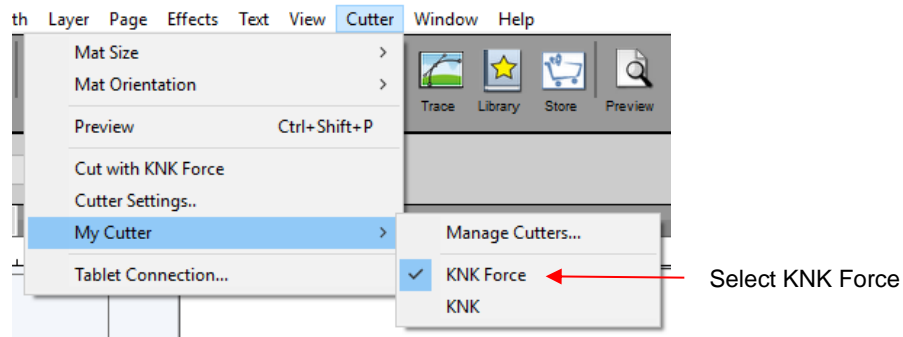 th Layer Page Effects Text View Cutter Window Help
Mat Size >
Mat Orientation >
Trace Library Store Preview
Preview Ctrl+Shift+P
Cut with KNK Force
Cutter Settings..
My Cutter >
Manage Cutters...
Tablet Connection...
✓ KNK Force
Select KNK Force
KNK